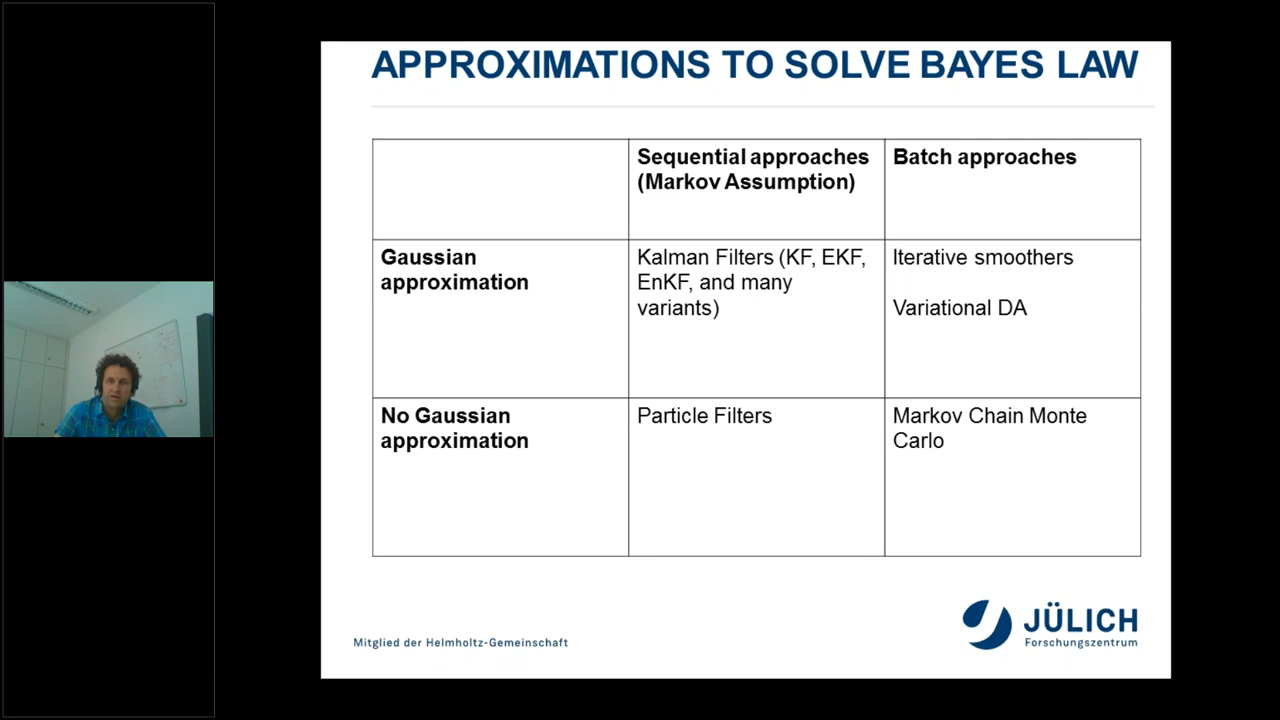 APPROXIMATIONS TO SOLVE BAYES LAW
Sequential approaches
(Markov Assumption)
Batch approaches
Gaussian
approximation
Kalman Filters (KF, EKF,
EnKF, and many
variants)
Iterative smoothers
Variational DA
No Gaussian
approximation
Particle Filters
Markov Chain Monte
Carlo
Mitglied der Helmholtz-Gemeinschaft
JÜLICH
Forschungszentrum